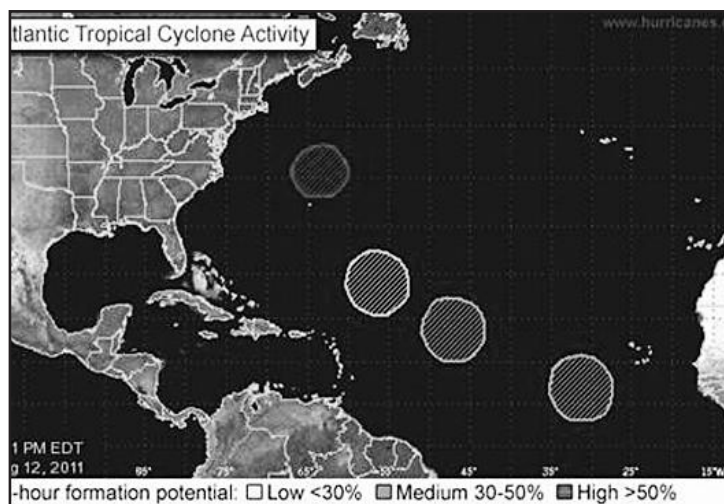 tlantic Tropical Cyclone Activity
www.hurricanes.
1 PM EDT
g 12, 2011
85° 75° 65° 55° 45° 35° 25° 15°W
-hour formation potential: Low <30% Medium 30-50% High >50%